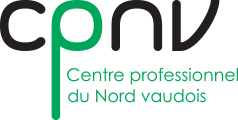 cpnv
Centre professionnel
du Nord vaudois